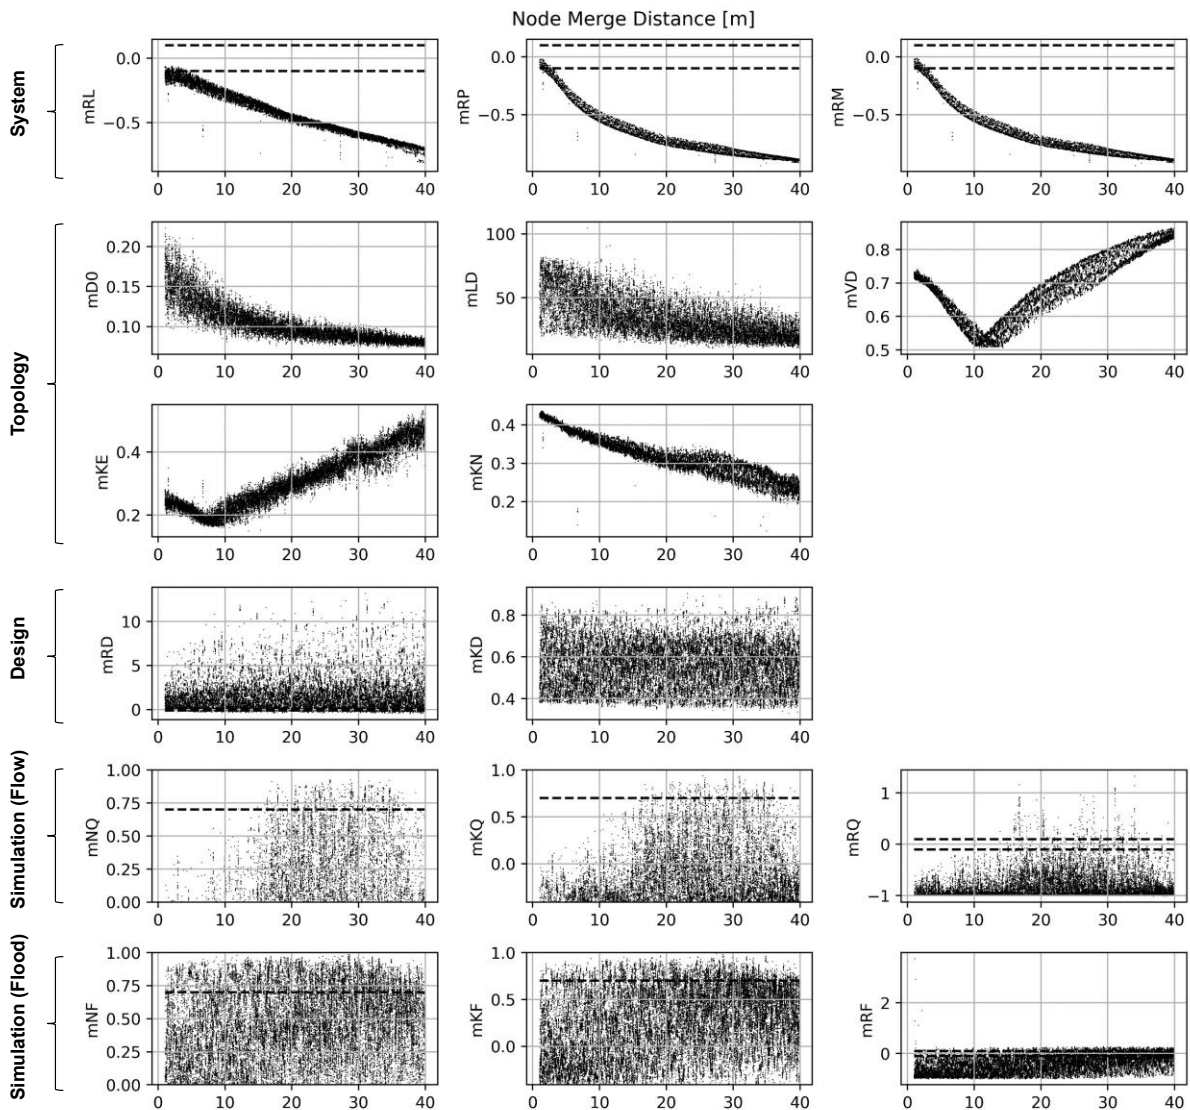 Node Merge Distance [m]
System
mRL
0.0
−0.5
0 10 20 30 40
mRP
0.0
−0.5
0 10 20 30 40
mRM
0.0
−0.5
0 10 20 30 40
Topology
mD0
0.20
0.15
0.10
0 10 20 30 40
mLD
100
50
0 10 20 30 40
mVD
0.8
0.7
0.6
0.5
0 10 20 30 40
mKE
0.4
0.2
0 10 20 30 40
mKN
0.4
0.3
0.2
0 10 20 30 40
Design
mRD
10
5
0
0 10 20 30 40
mKD
0.8
0.6
0.4
0 10 20 30 40
Simulation (Flow)
mNQ
1.00
0.75
0.50
0.25
0.00
0 10 20 30 40
mKQ
1.0
0.5
0.0
0 10 20 30 40
mRQ
1
0
−1
0 10 20 30 40
Simulation (Flood)
mNF
1.00
0.75
0.50
0.25
0.00
0 10 20 30 40
mKF
1.0
0.5
0.0
0 10 20 30 40
mRF
2
0
0 10 20 30 40